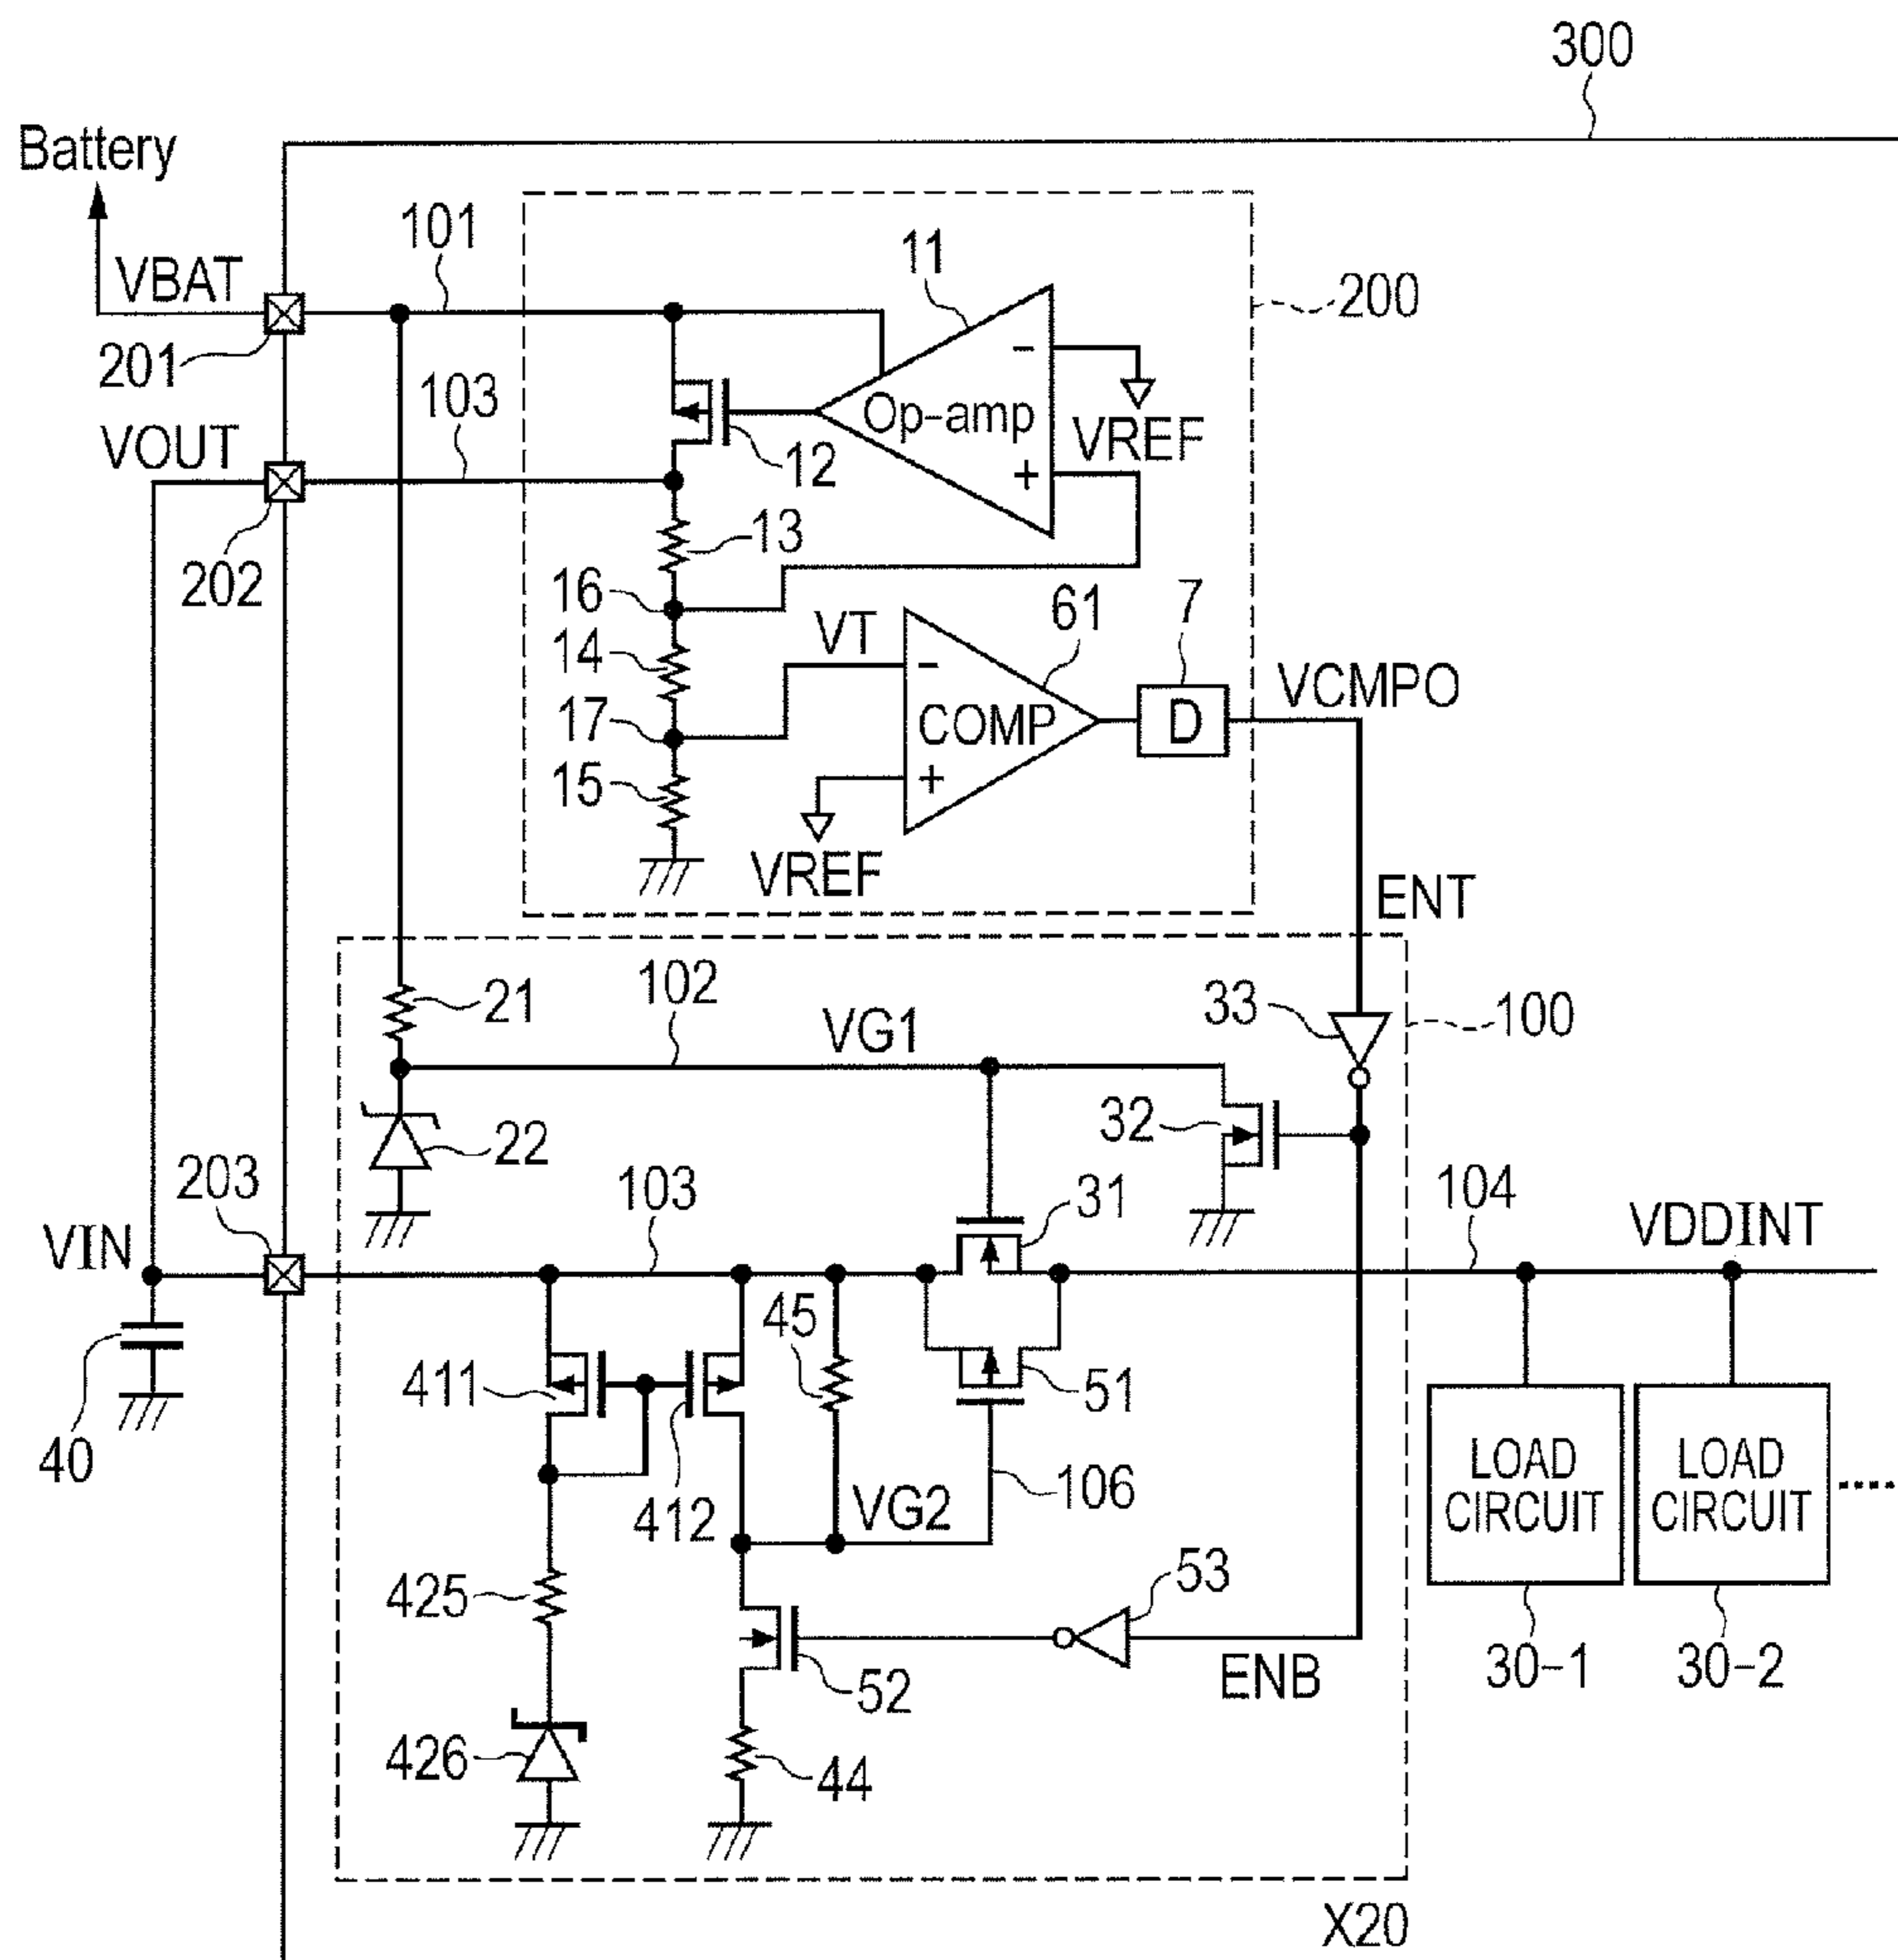 300
Battery
101
11
VBAT
200
201
103
Op-amp
-
+
VREF
VOUT
12
13
202
16
VT
61
7
14
-
VCMPO
17
COMP
D
15
+
VREF
ENT
102
21
VG1
33
100
32
22
203
103
31
104
VIN
VDDINT
45
411
51
40
412
VG2
106
LOAD CIRCUIT
LOAD CIRCUIT
.....
425
53
52
ENB
30-1
30-2
426
44
X20